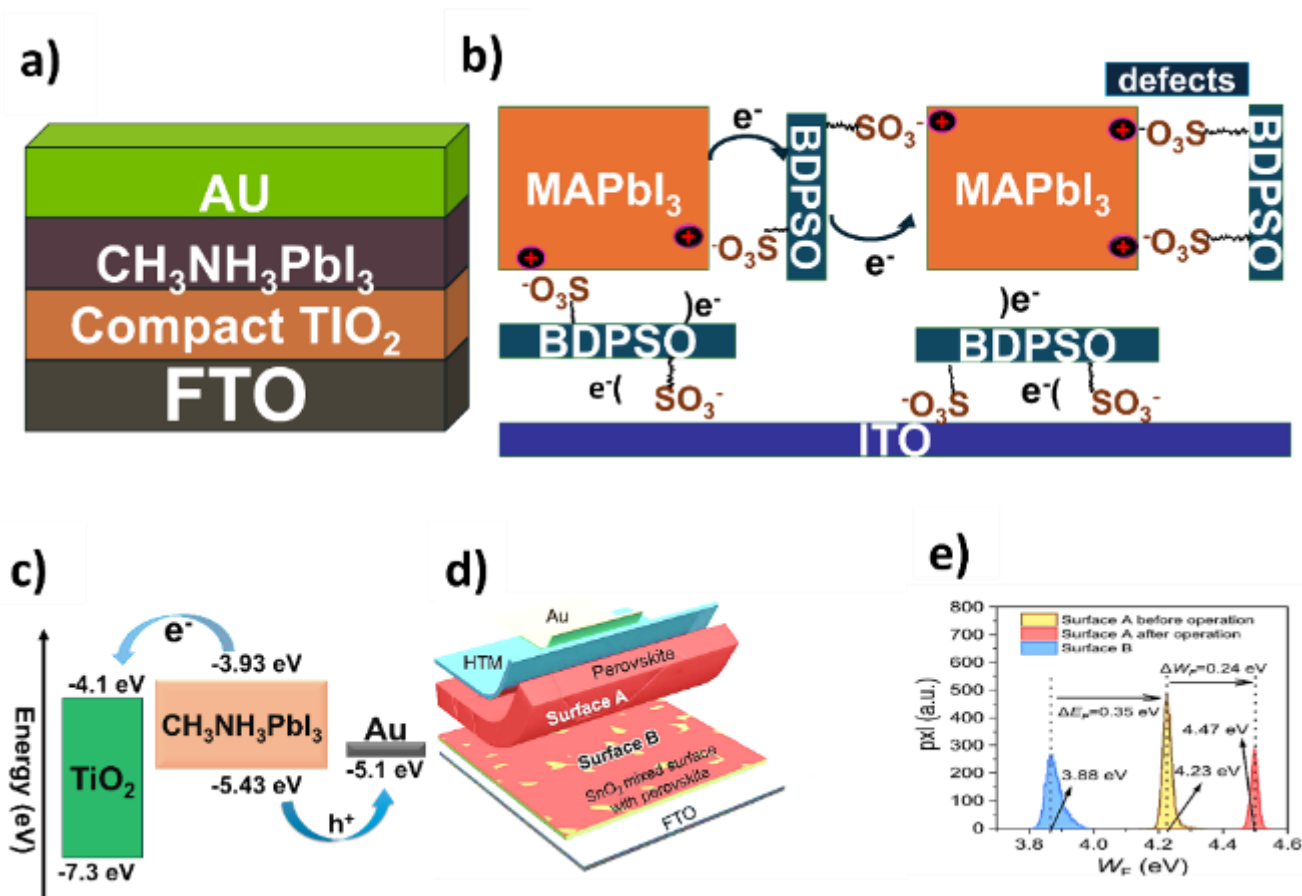 a)
AU
CH₃NH₃PbI₃
Compact TIO₂
FTO
b)
defects
e⁻
MAPbI₃
BDPSO
SO₃⁻
⁻O₃S
e⁻
MAPbI₃
⁻O₃S
⁻O₃S
BDPSO
⁻O₃S
)e⁻
BDPSO
e⁻(
SO₃⁻
)e⁻
BDPSO
⁻O₃S
e⁻(
SO₃⁻
ITO
c)
Energy (eV)
e⁻
-4.1 eV
-3.93 eV
TiO₂
CH₃NH₃PbI₃
Au
-5.1 eV
-5.43 eV
h⁺
-7.3 eV
d)
Au
HTM
Perovskite
Surface A
Surface B
SnO₂ mixed surface
with perovskite
FTO
e)
800
700
600
500
400
300
200
100
0
pxl (a.u.)
Surface A before operation
Surface A after operation
Surface B
ΔW_F=0.24 eV
ΔE_F=0.35 eV
4.47 eV
3.88 eV
4.23 eV
3.8 4.0 4.2 4.4 4.6
W_F (eV)